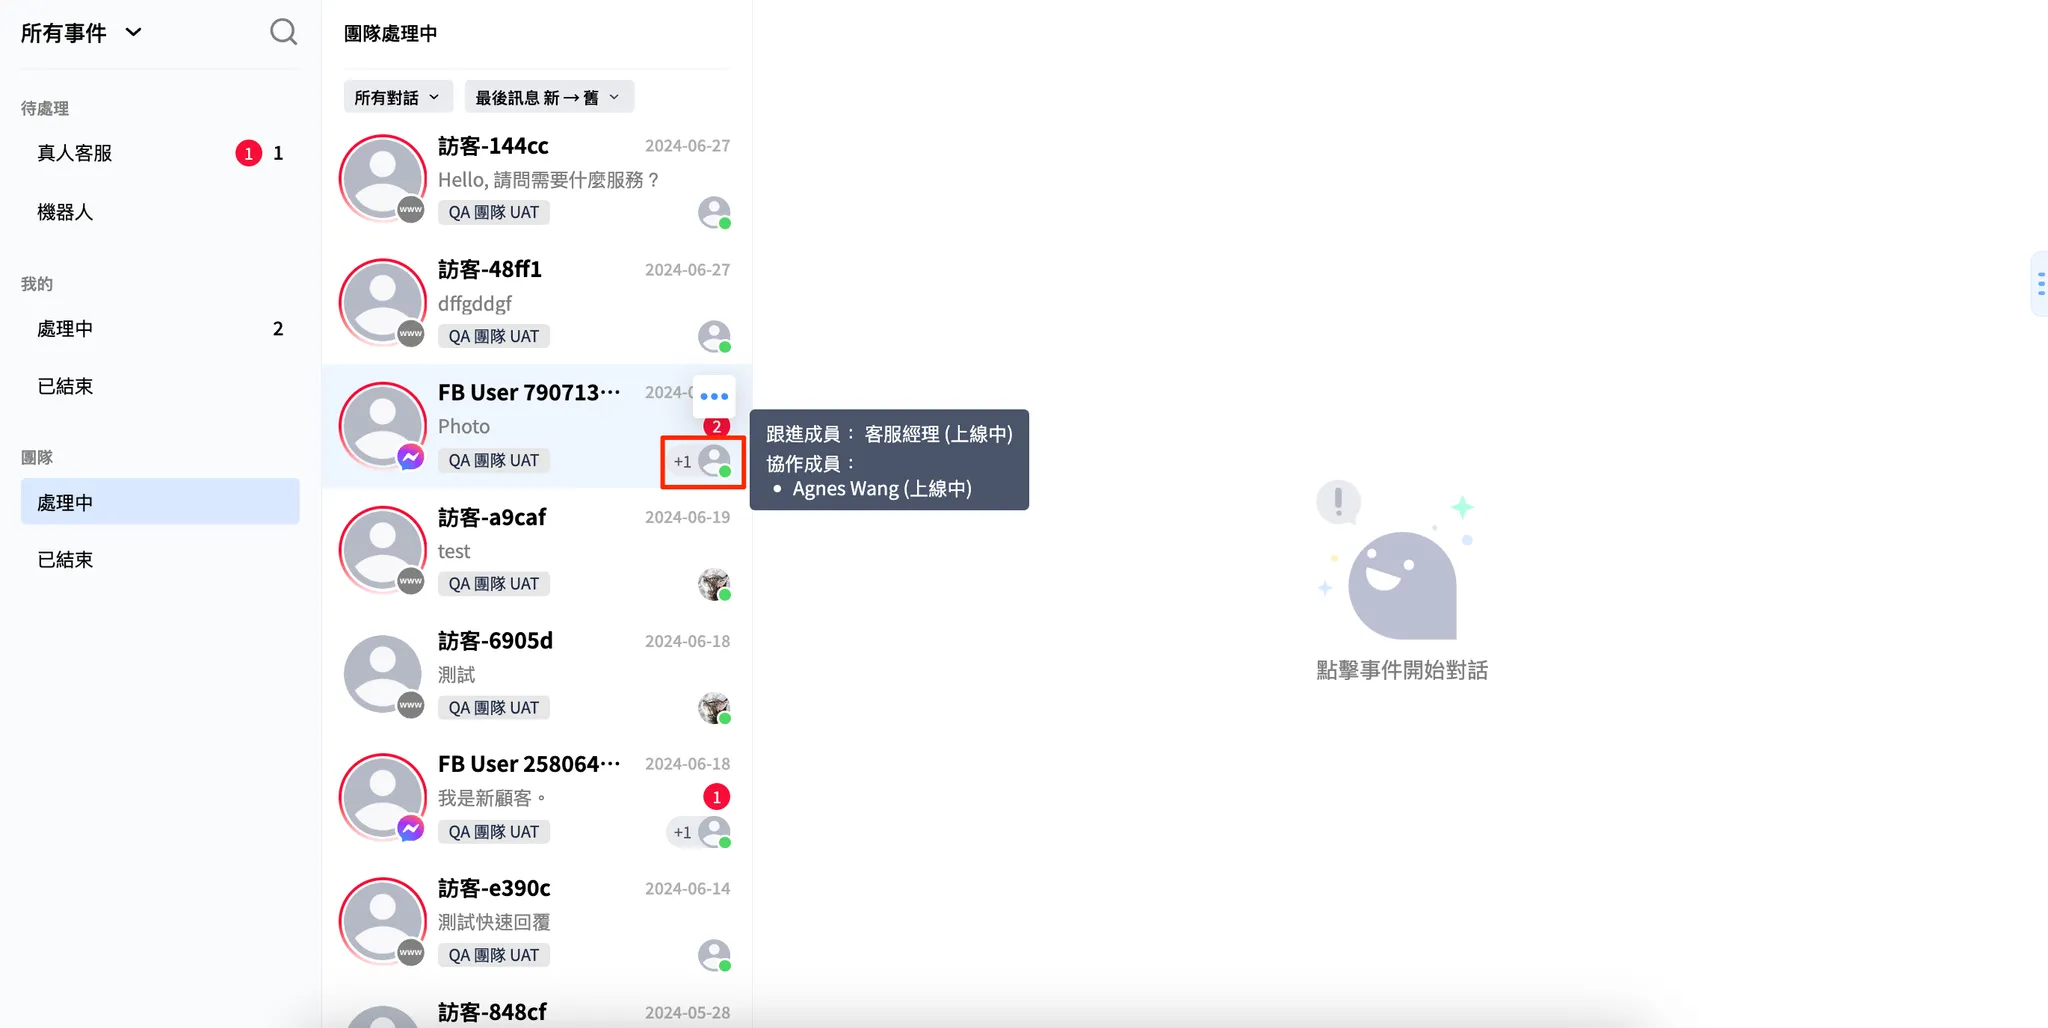 所有事件
待處理
真人客服 1 1
機器人
我的
處理中 2
已結束
團隊
處理中
已結束
團隊處理中
所有對話 最後訊息 新→舊
訪客-144cc 2024-06-27
Hello, 請問需要什麼服務？
www QA 團隊 UAT
訪客-48ff1 2024-06-27
dffgddgf
www QA 團隊 UAT
FB User 790713… 2024-
Photo 2
QA 團隊 UAT +1
跟進成員： 客服經理 (上線中)
協作成員：
• Agnes Wang (上線中)
訪客-a9caf 2024-06-19
test
www QA 團隊 UAT
訪客-6905d 2024-06-18
測試
www QA 團隊 UAT
FB User 258064… 2024-06-18
我是新顧客。 1
QA 團隊 UAT +1
訪客-e390c 2024-06-14
測試快速回覆
www QA 團隊 UAT
訪客-848cf 2024-05-28
點擊事件開始對話